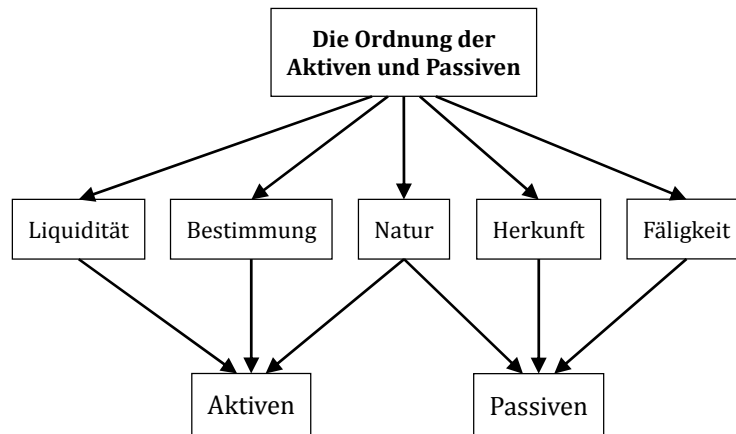 Die Ordnung der
Aktiven und Passiven
Liquidität
Bestimmung
Natur
Herkunft
Fäligkeit
Aktiven
Passiven